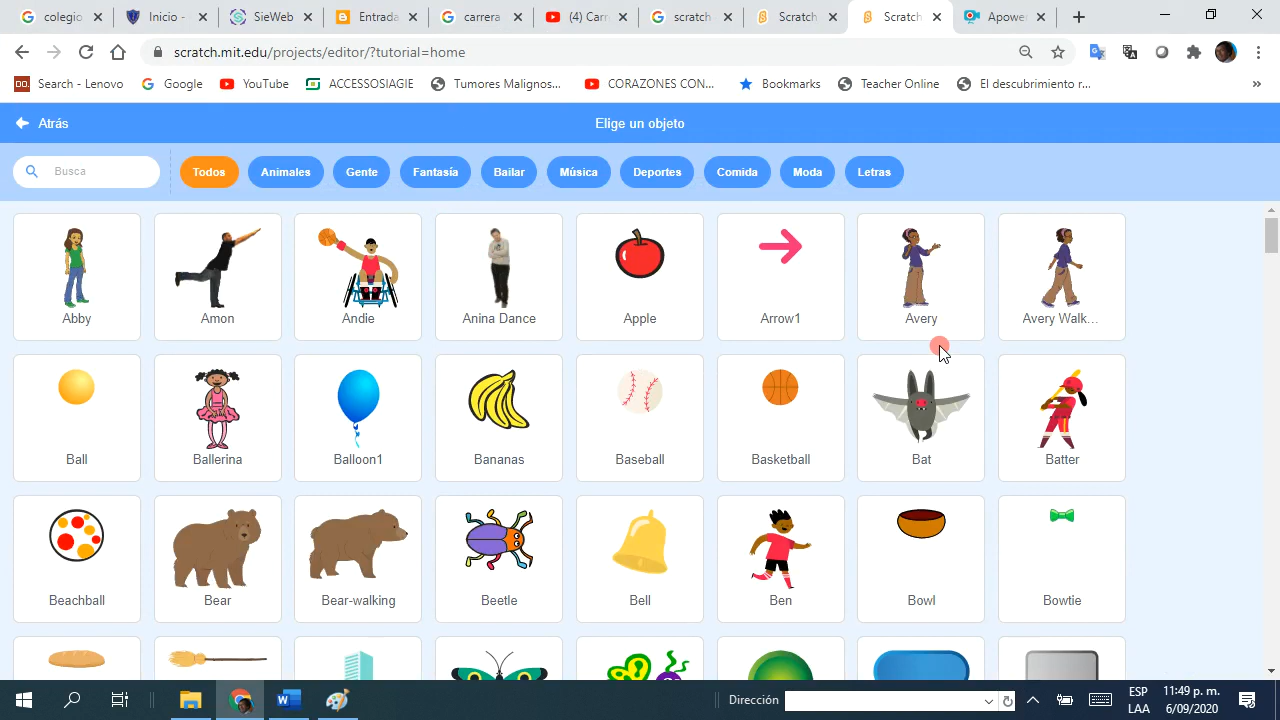 colegio
Inicio -
SieWeb
Entrada
carrera
(4) Carr
scratch
Scratch
Scratch
Apower
scratch.mit.edu/projects/editor/?tutorial=home
DO.
Search - Lenovo
Google
YouTube
ACCESSOSIAGIE
Tumores Malignos...
CORAZONES CON...
Bookmarks
Teacher Online
El descubrimiento r...
»
Atrás
Elige un objeto
Busca
Todos
Animales
Gente
Fantasía
Bailar
Música
Deportes
Comida
Moda
Letras
Abby
Amon
Andie
Anina Dance
Apple
Arrow1
Avery
Avery Walk...
Ball
Ballerina
Balloon1
Bananas
Baseball
Basketball
Bat
Batter
Beachball
Bear
Bear-walking
Beetle
Bell
Ben
Bowl
Bowtie
Dirección
ESP
LAA
11:49 p. m.
6/09/2020